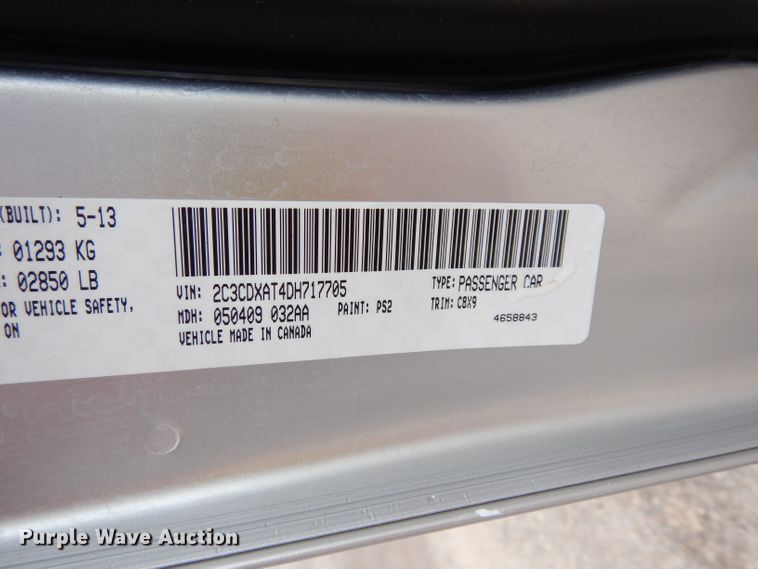 (BUILT): 5-13
: 01293 KG
: 02850 LB
OR VEHICLE SAFETY,
ON
VIN: 2C3CDXAT4DH717705
TYPE: PASSENGER CAR
MDH: 050409 032AA
PAINT: PS2
TRIM: C8X9
VEHICLE MADE IN CANADA
4658843
Purple Wave Auction